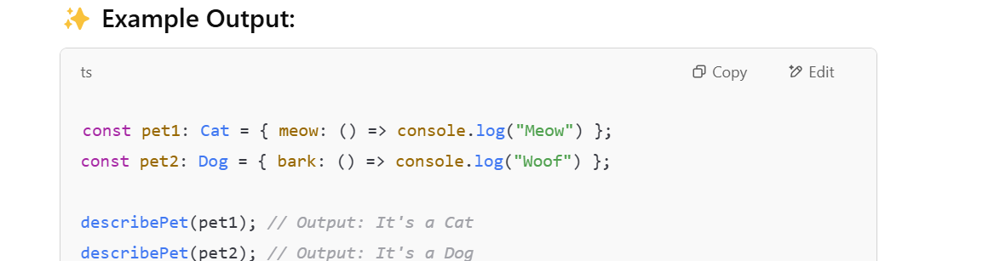 ✨ Example Output:
ts
Copy
Edit
const pet1: Cat = { meow: () => console.log("Meow") };
const pet2: Dog = { bark: () => console.log("Woof") };
describePet(pet1); // Output: It's a Cat
describePet(pet2); // Output: It's a Dog